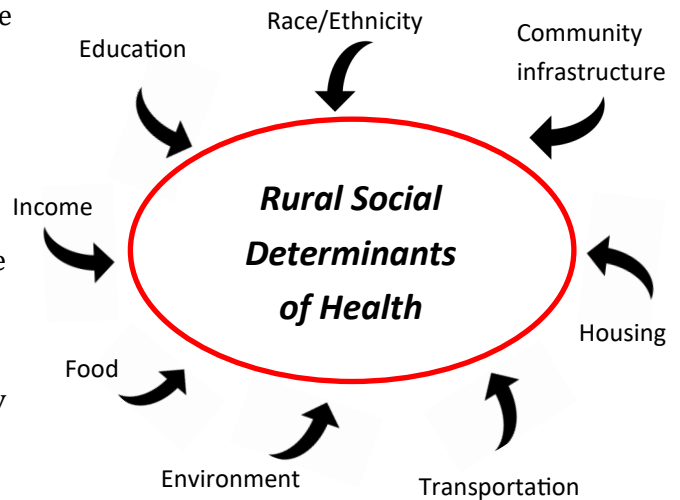 e
Race/Ethnicity
Education
Community
infrastructure
Rural Social
Determinants
of Health
Income
e
Housing
Food
y
Environment
Transportation